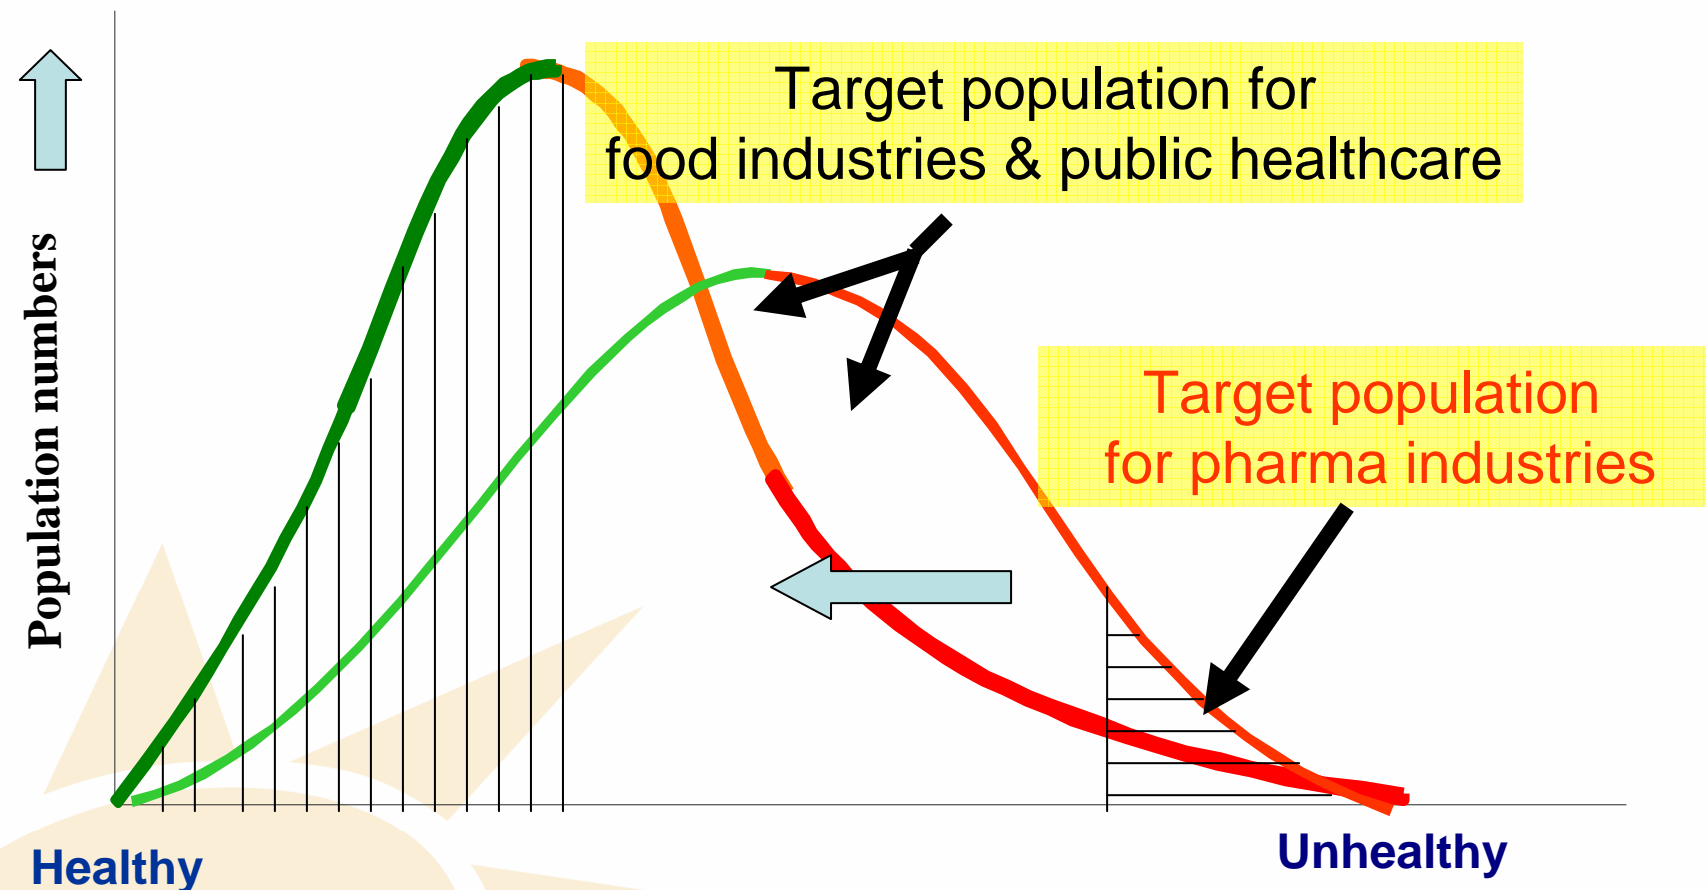 Target population for
food industries & public healthcare
Population numbers
Target population
for pharma industries
Healthy
Unhealthy